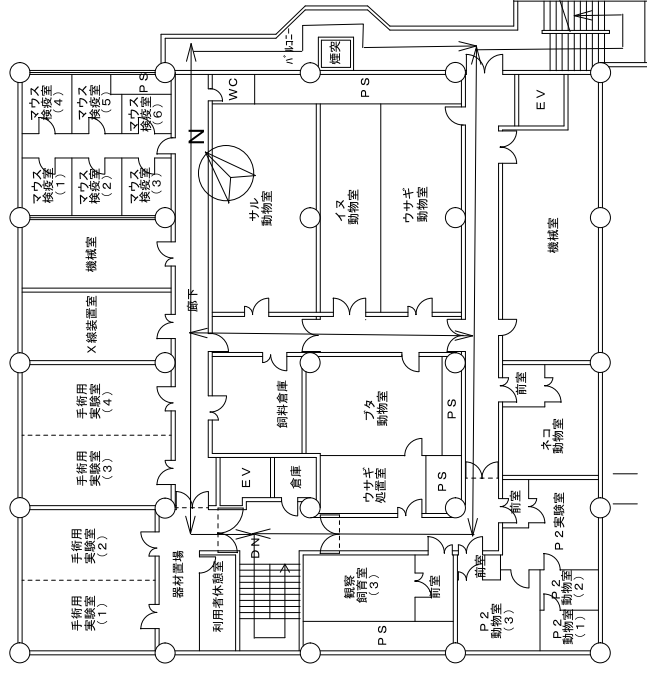 バルコニー
煙突
マウス
検疫室
(4)
マウス
検疫室
(5)
PS
マウス
検疫室
(6)
WC
PS
EV
N
マウス
検疫室
(1)
マウス
検疫室
(2)
マウス
検疫室
(3)
サル
動物室
イヌ
動物室
ウサギ
動物室
機械室
機械室
廊下
X線装置室
手術用
実験室
(4)
手術用
実験室
(3)
飼料倉庫
ブタ
動物室
PS
前室
ネコ
動物室
EV
倉庫
ウサギ
処置室
PS
前室
P2実験室
手術用
実験室
(2)
手術用
実験室
(1)
器材置場
利用者休憩室
DN
観察
飼育室
(3)
前室
PS
前室
P2
動物室
(3)
P2
動物室
(2)
P2
動物室
(1)